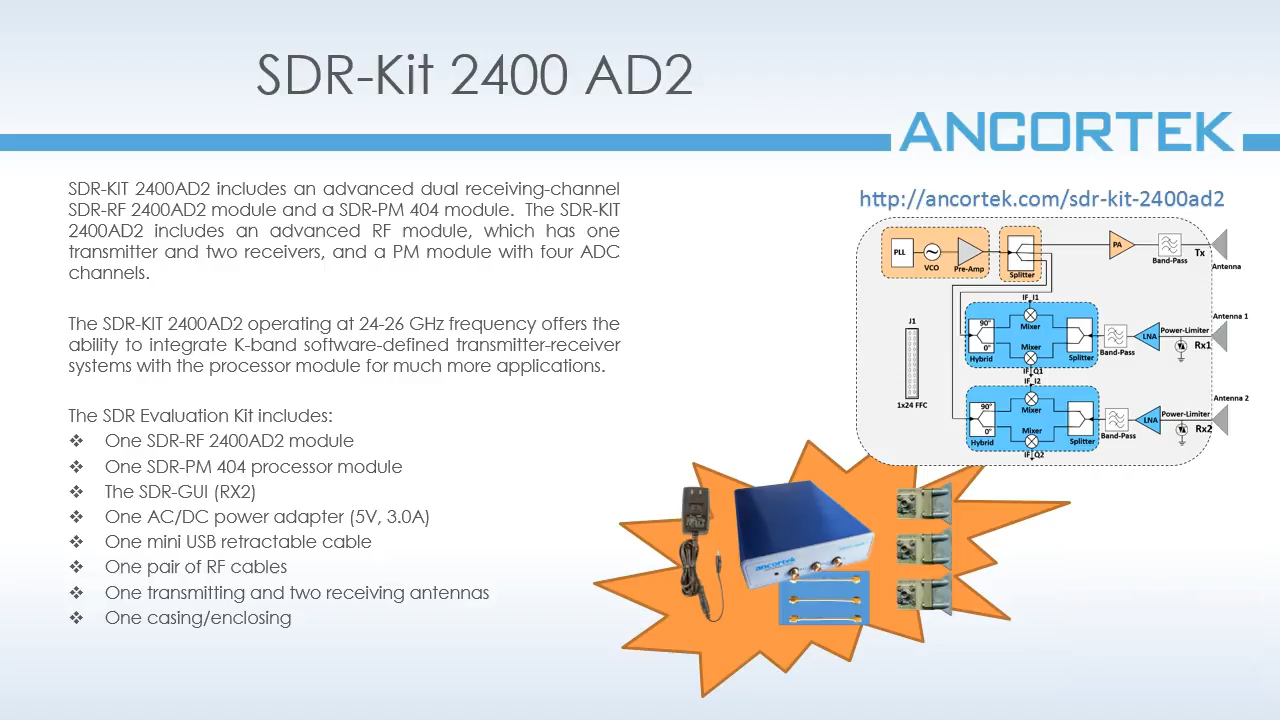 SDR-Kit 2400 AD2
ANCORTEK
SDR-KIT 2400AD2 includes an advanced dual receiving-channel
SDR-RF 2400AD2 module and a SDR-PM 404 module. The SDR-KIT
2400AD2 includes an advanced RF module, which has one
transmitter and two receivers, and a PM module with four ADC
channels.
The SDR-KIT 2400AD2 operating at 24-26 GHz frequency offers the
ability to integrate K-band software-defined transmitter-receiver
systems with the processor module for much more applications.
The SDR Evaluation Kit includes:
❖ One SDR-RF 2400AD2 module
❖ One SDR-PM 404 processor module
❖ The SDR-GUI (RX2)
❖ One AC/DC power adapter (5V, 3.0A)
❖ One mini USB retractable cable
❖ One pair of RF cables
❖ One transmitting and two receiving antennas
❖ One casing/enclosing
http://ancortek.com/sdr-kit-2400ad2
PLL
VCO
Pre-Amp
Splitter
PA
Band-Pass
Tx
Antenna
J1
1x24 FFC
IF_I1
90°
0°
Hybrid
Mixer
Mixer
IF_Q1
Splitter
Band-Pass
LNA
Power-Limiter
Antenna 1
Rx1
IF_I2
90°
0°
Hybrid
Mixer
Mixer
IF_Q2
Splitter
Band-Pass
LNA
Power-Limiter
Antenna 2
Rx2
ancortek